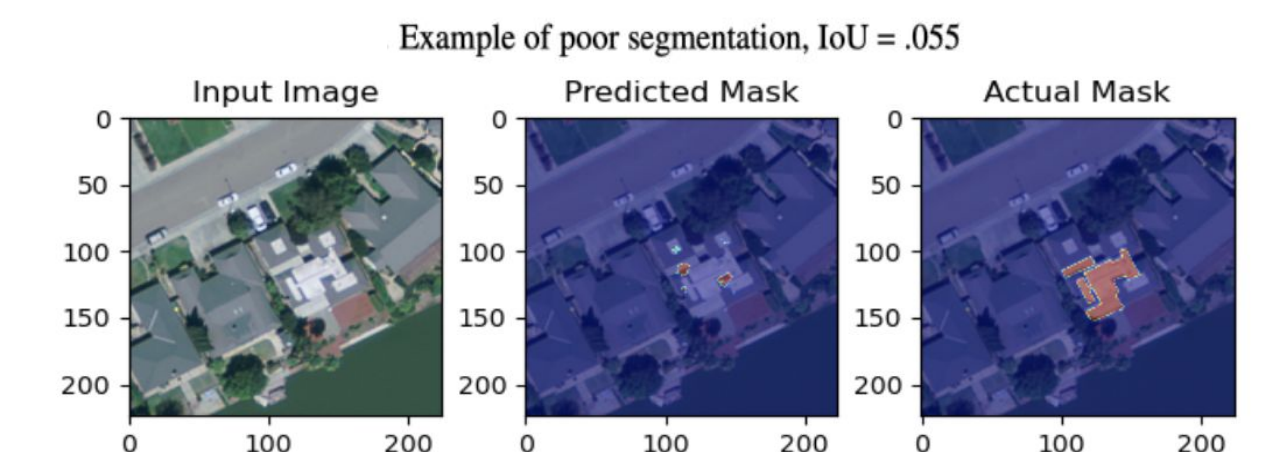 Example of poor segmentation, IoU = .055
Input Image Predicted Mask Actual Mask
0 0 0
50 50 50
100 100 100
150 150 150
200 200 200
0 100 200 0 100 200 0 100 200